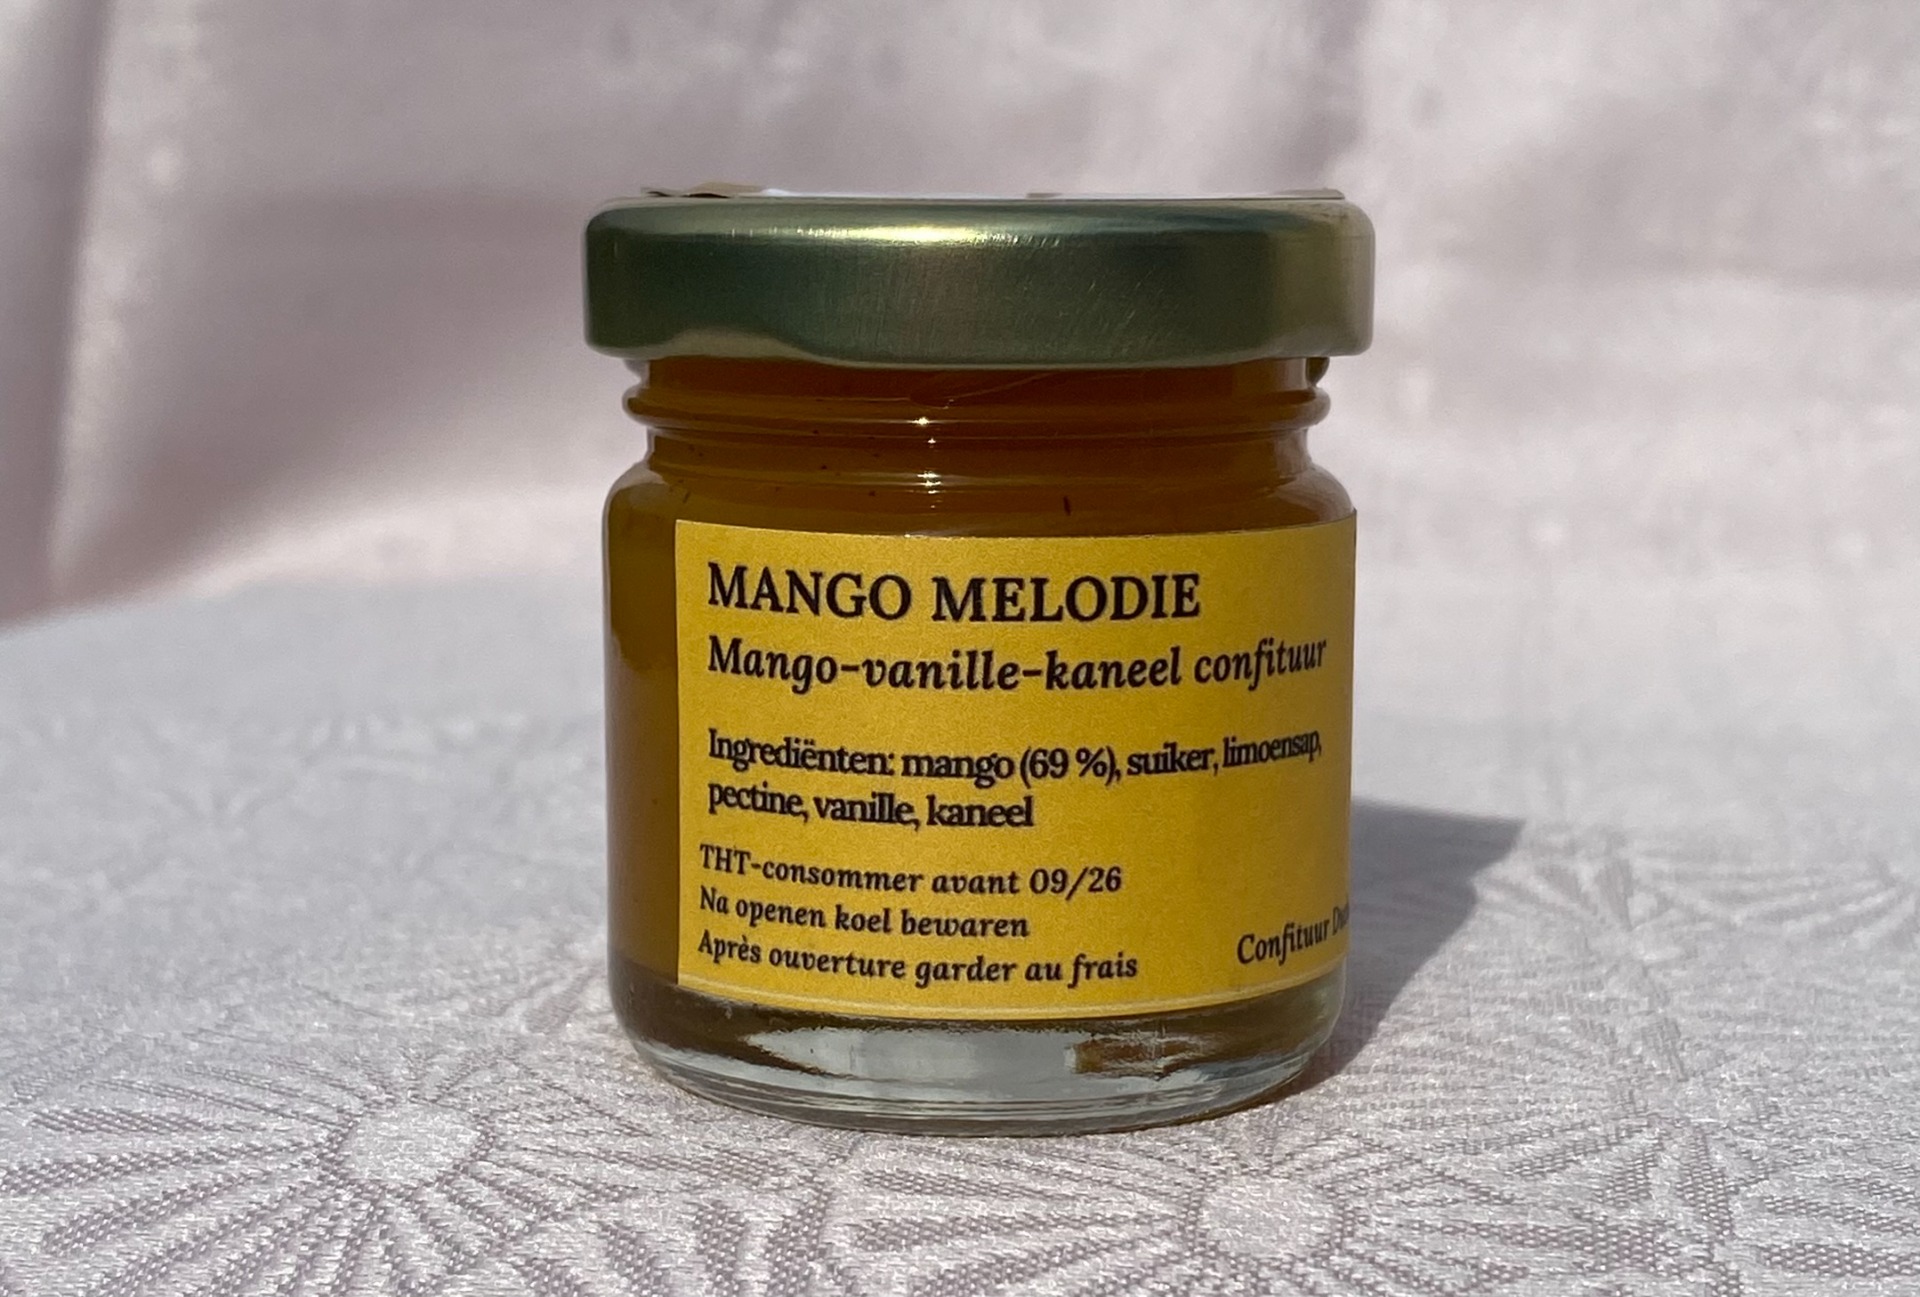 MANGO MELODIE
Mango-vanille-kaneel confituur
Ingrediënten: mango (69 %), suiker, limoensap,
pectine, vanille, kaneel
THT-consommer avant 09/26
Na openen koel bewaren
Après ouverture garder au frais
Confituur